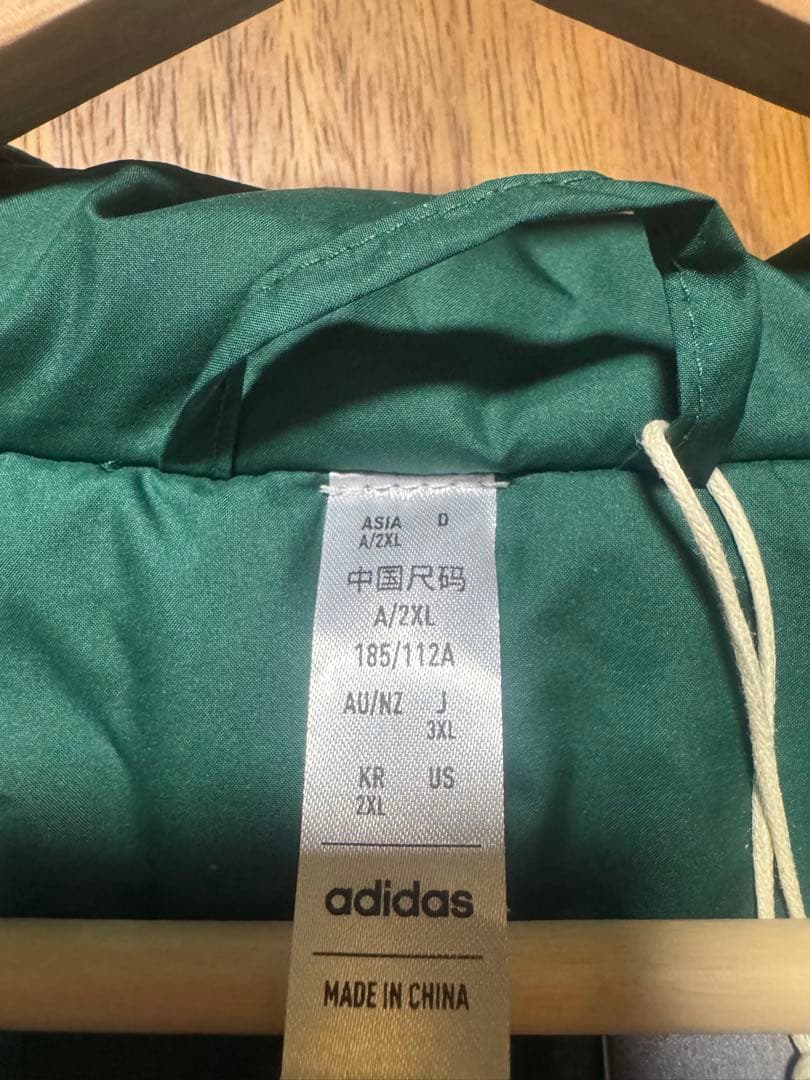 ASIA D
A/2XL
中国尺码
A/2XL
185/112A
AU/NZ J
3XL
KR US
2XL
adidas
MADE IN CHINA